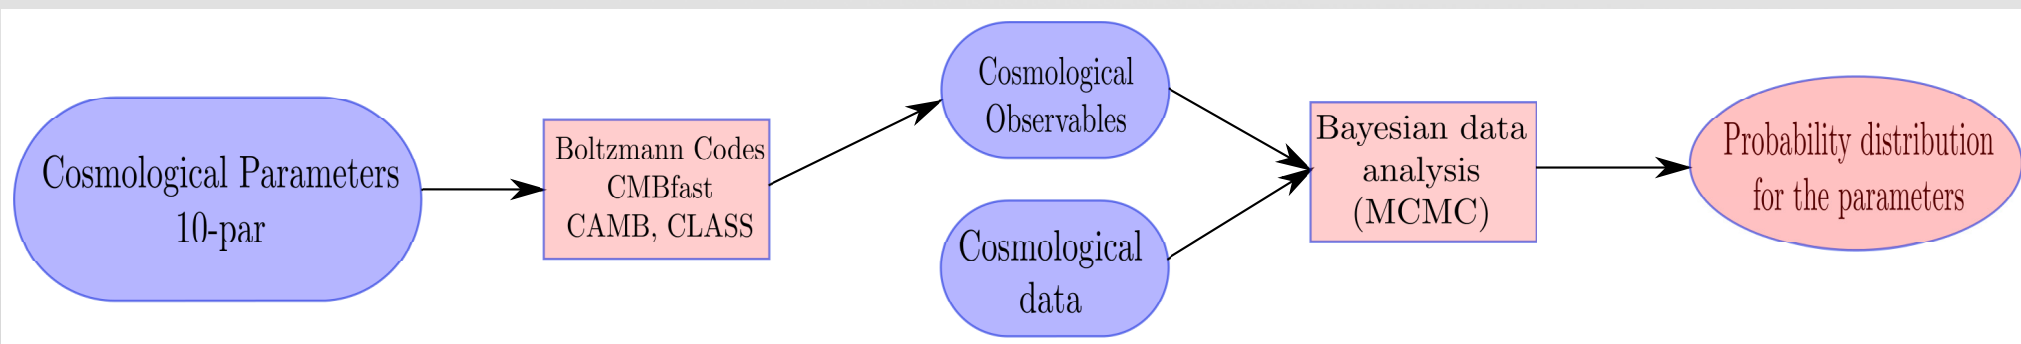 Cosmological Parameters
10-par
Boltzmann Codes
CMBfast
CAMB, CLASS
Cosmological
Observables
Cosmological
data
Bayesian data
analysis
(MCMC)
Probability distribution
for the parameters